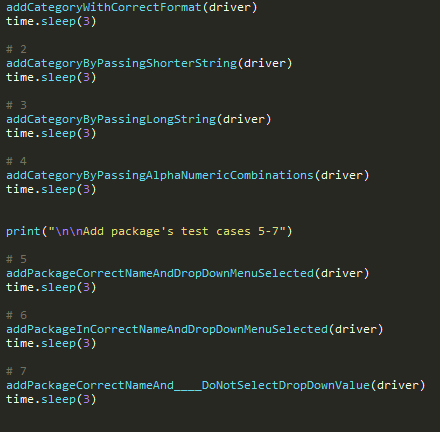 addCategoryWithCorrectFormat(driver)
time.sleep(3)
# 2
addCategoryByPassingShorterString(driver)
time.sleep(3)
# 3
addCategoryByPassingLongString(driver)
time.sleep(3)
# 4
addCategoryByPassingAlphaNumericCombinations(driver)
time.sleep(3)
print("\n\nAdd package's test cases 5-7")
# 5
addPackageCorrectNameAndDropDownMenuSelected(driver)
time.sleep(3)
# 6
addPackageInCorrectNameAndDropDownMenuSelected(driver)
time.sleep(3)
# 7
addPackageCorrectNameAnd____DoNotSelectDropDownValue(driver)
time.sleep(3)